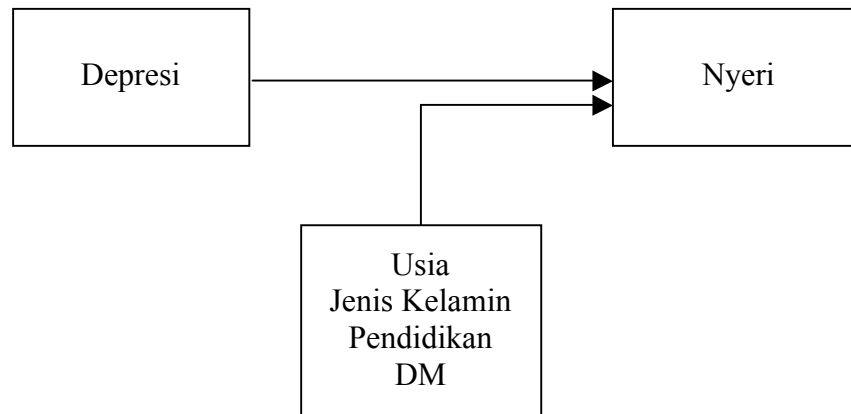 Depresi
Nyeri
Usia
Jenis Kelamin
Pendidikan
DM